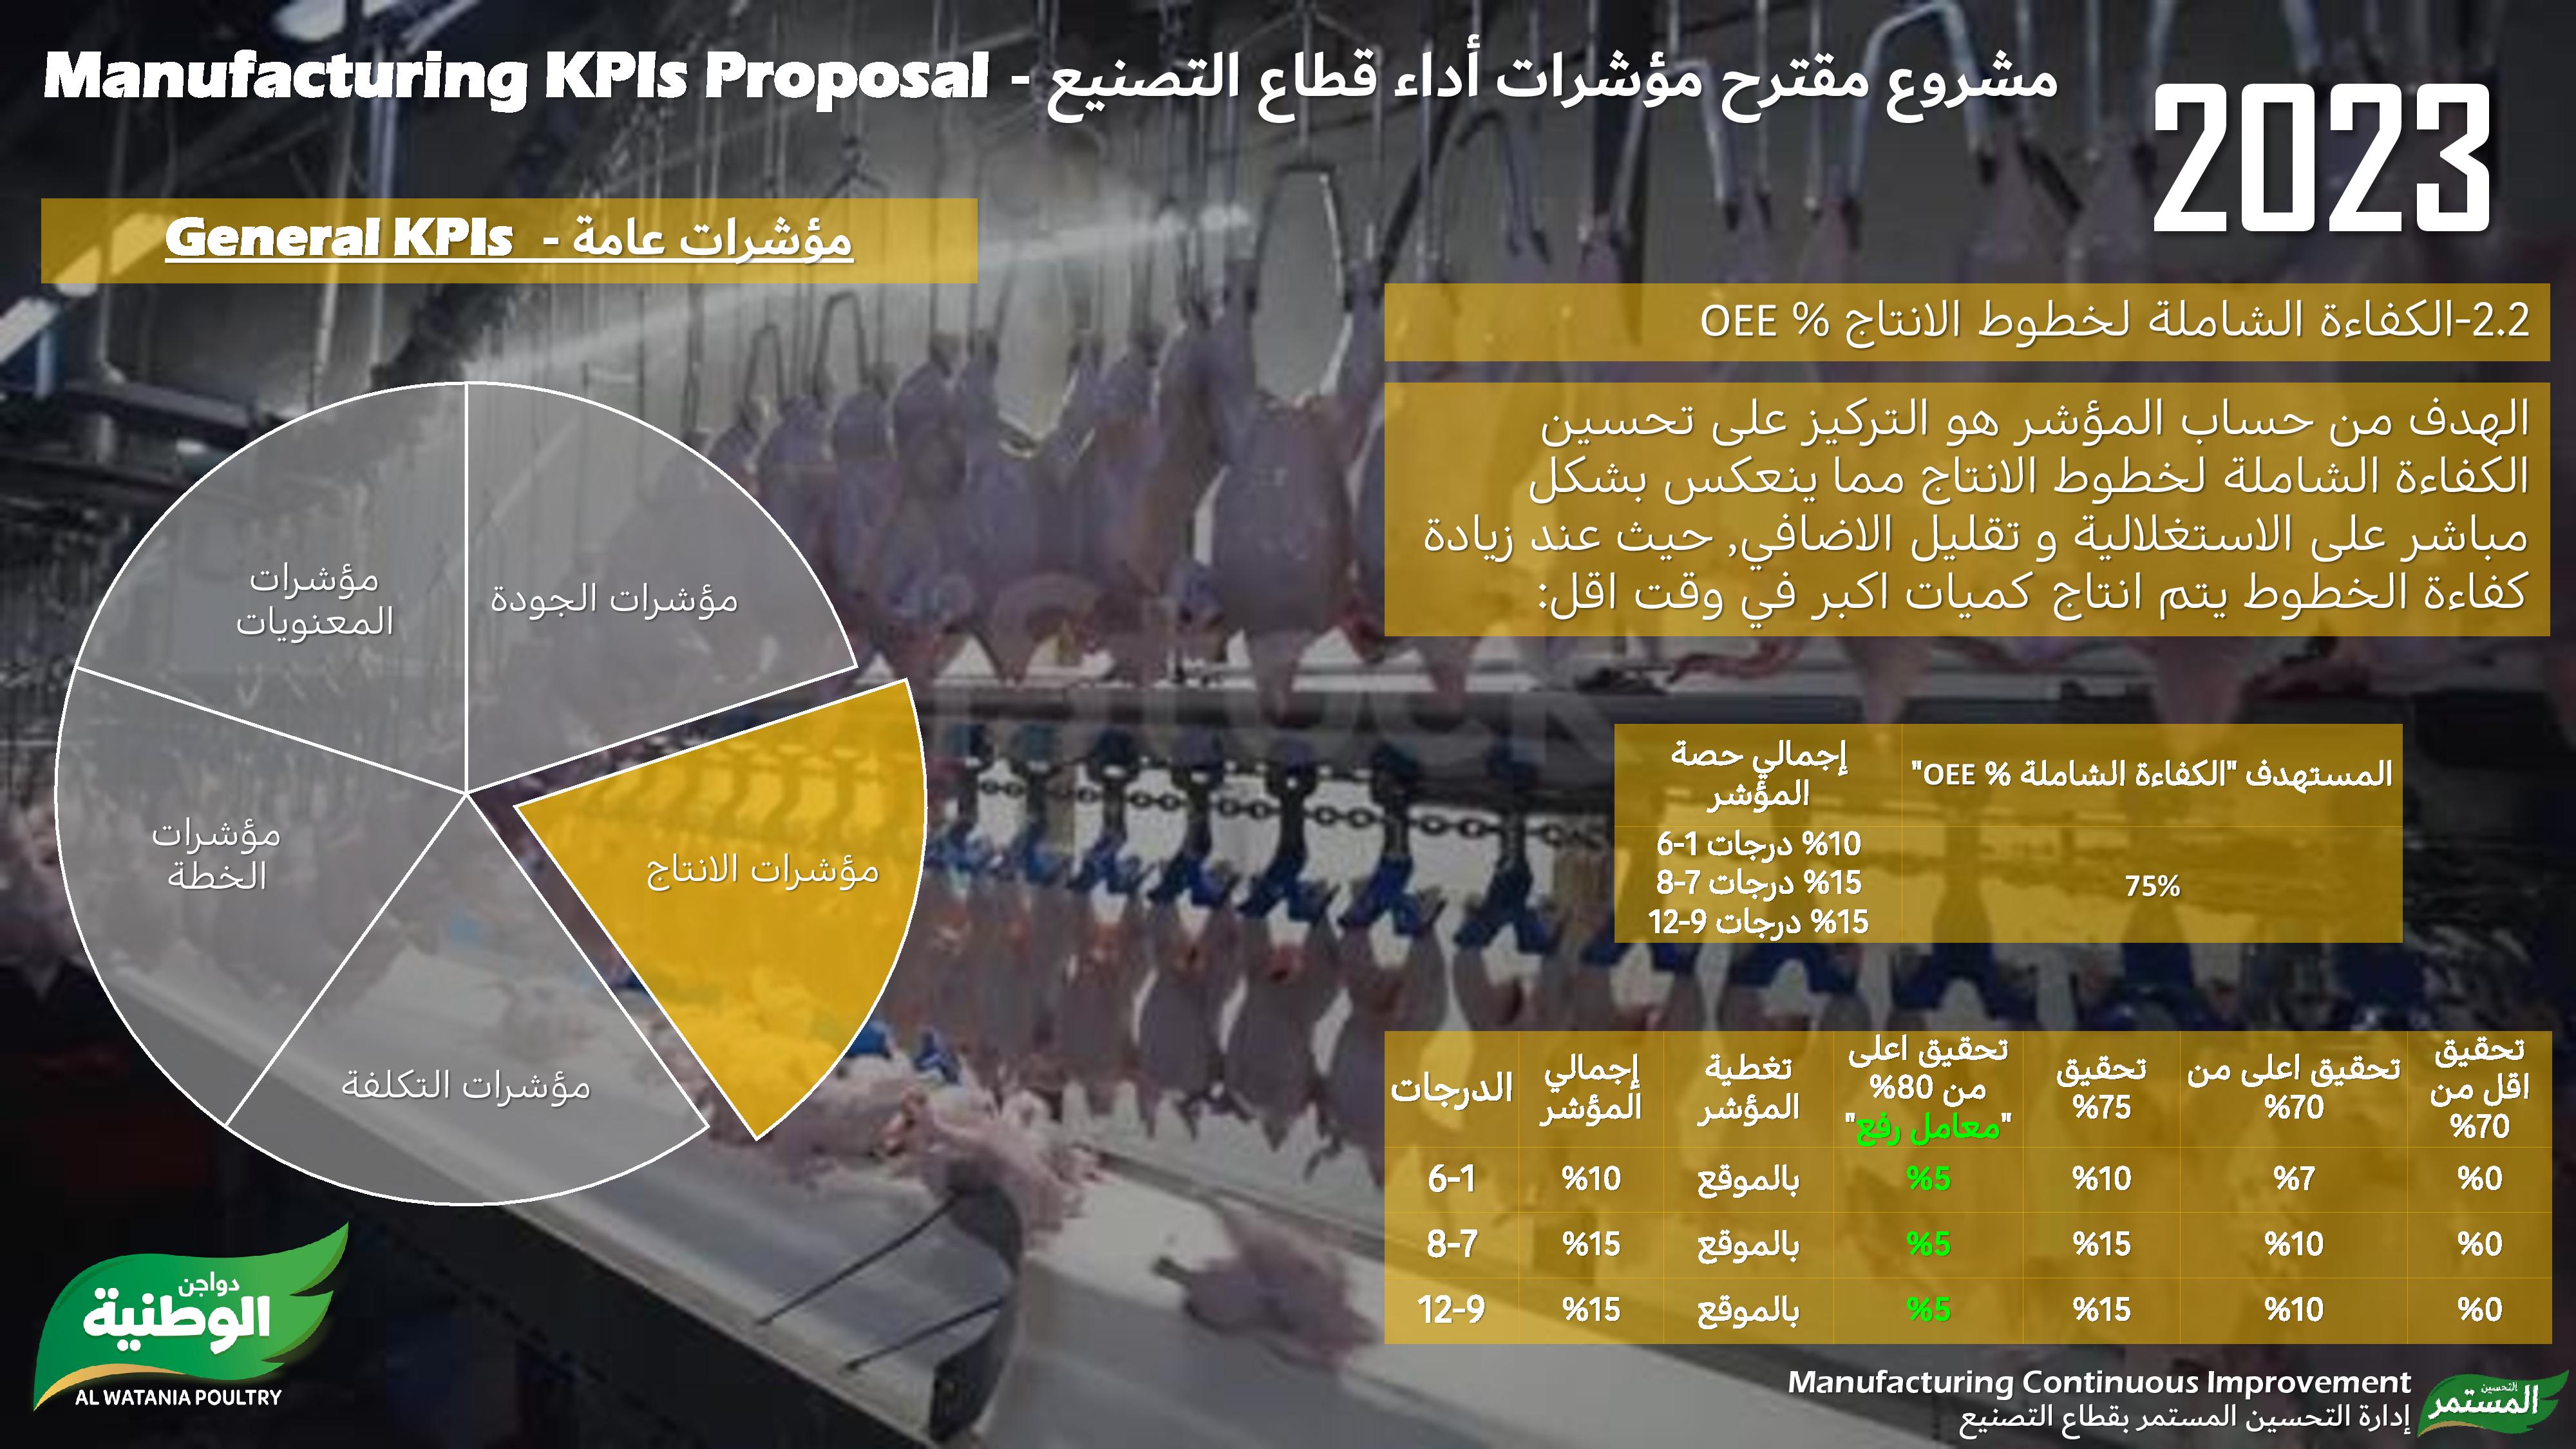 مشروع مقترح مؤشرات أداء قطاع التصنيع - Manufacturing KPIs Proposal
2023
مؤشرات عامة - General KPIs
2.2-الكفاءة الشاملة لخطوط الانتاج % OEE
الهدف من حساب المؤشر هو التركيز على تحسين
الكفاءة الشاملة لخطوط الانتاج مما ينعكس بشكل
مباشر على الاستغلالية و تقليل الاضافي, حيث عند زيادة
كفاءة الخطوط يتم انتاج كميات اكبر في وقت اقل:
مؤشرات الجودة
مؤشرات الانتاج
مؤشرات التكلفة
مؤشرات
الخطة
مؤشرات
المعنويات
المستهدف "الكفاءة الشاملة % OEE"
إجمالي حصة
المؤشر
75%
%10 درجات 1-6
%15 درجات 7-8
%15 درجات 9-12
الدرجات
إجمالي
المؤشر
تغطية
المؤشر
تحقيق اعلى
من 80%
"معامل رفع"
تحقيق
75%
تحقيق اعلى من
70%
تحقيق
اقل من
70%
6-1 %10 بالموقع %5 %10 %7 %0
8-7 %15 بالموقع %5 %15 %10 %0
12-9 %15 بالموقع %5 %15 %10 %0
دواجن
الوطنية
AL WATANIA POULTRY
Manufacturing Continuous Improvement
إدارة التحسين المستمر بقطاع التصنيع
التحسين
المستمر